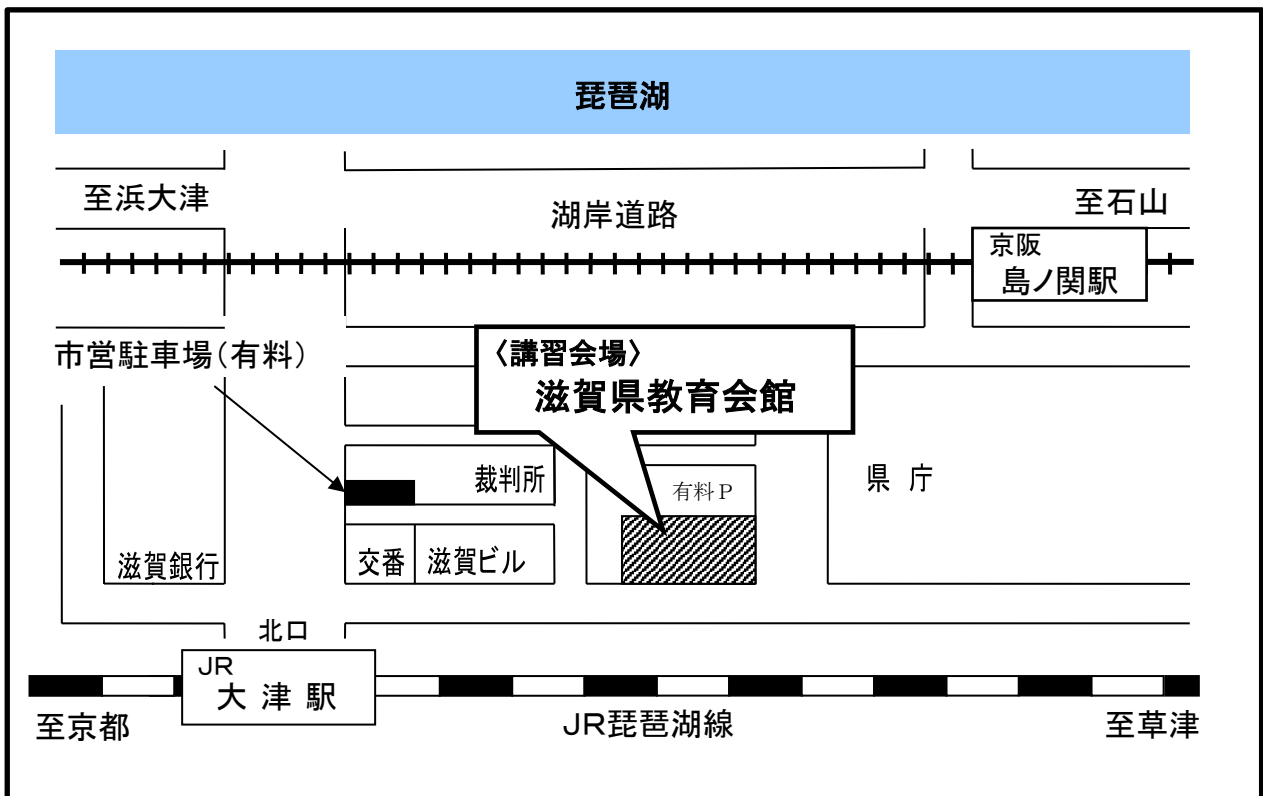 琵琶湖
至浜大津
湖岸道路
至石山
京阪
島ノ関駅
市営駐車場(有料)
〈講習会場〉
滋賀県教育会館
裁判所
有料P
県 庁
滋賀銀行
交番
滋賀ビル
北口
JR
大 津 駅
至京都
JR琵琶湖線
至草津